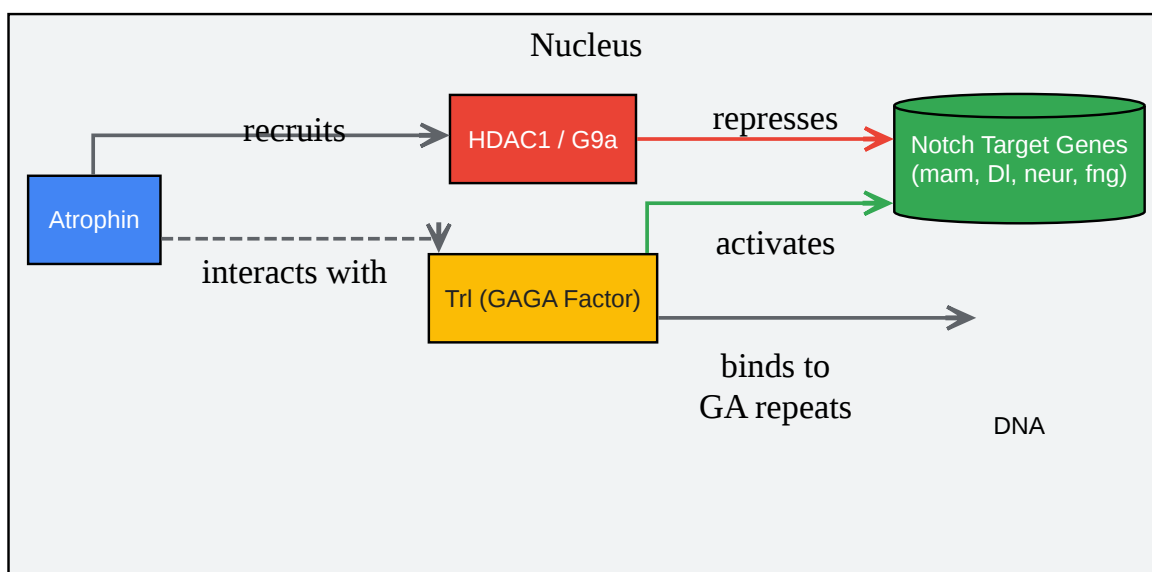 Nucleus
recruits
HDAC1 / G9a
represses
Notch Target Genes
(mam, Dl, neur, fng)
Atrophin
interacts with
activates
Trl (GAGA Factor)
binds to
GA repeats
DNA